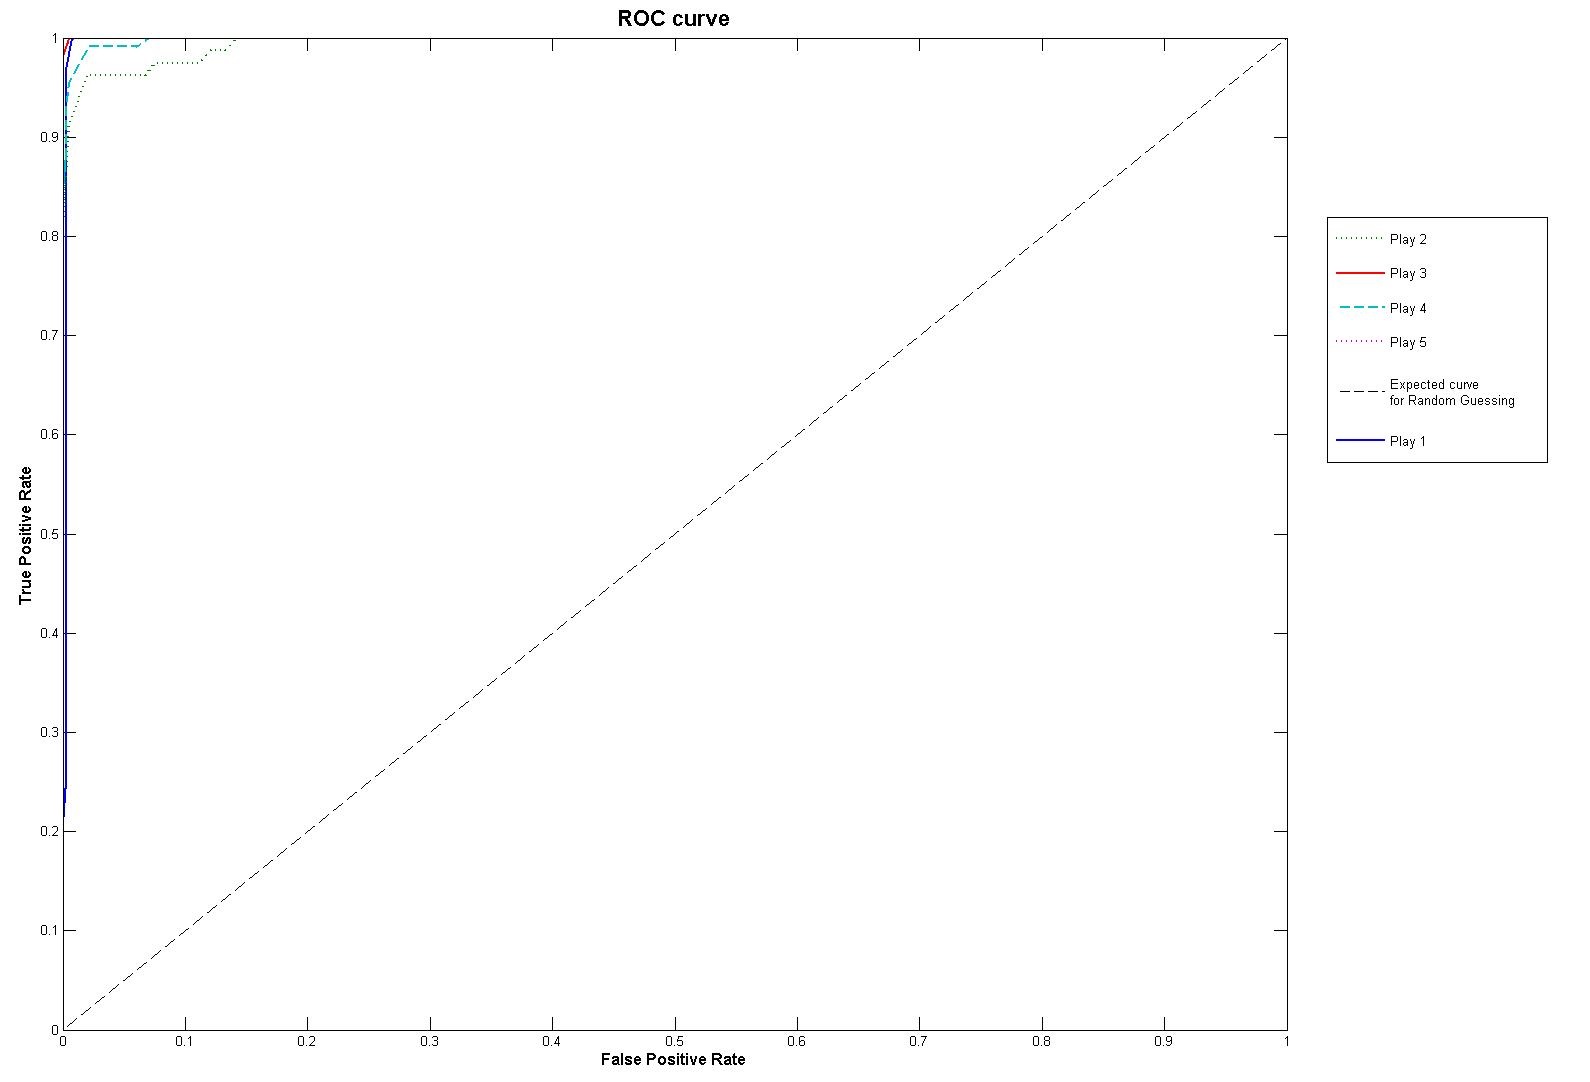 ROC curve
1
0.9
0.8
0.7
0.6
0.5
0.4
0.3
0.2
0.1
0
True Positive Rate
0 0.1 0.2 0.3 0.4 0.5 0.6 0.7 0.8 0.9 1
False Positive Rate
Play 2
Play 3
Play 4
Play 5
Expected curve
for Random Guessing
Play 1